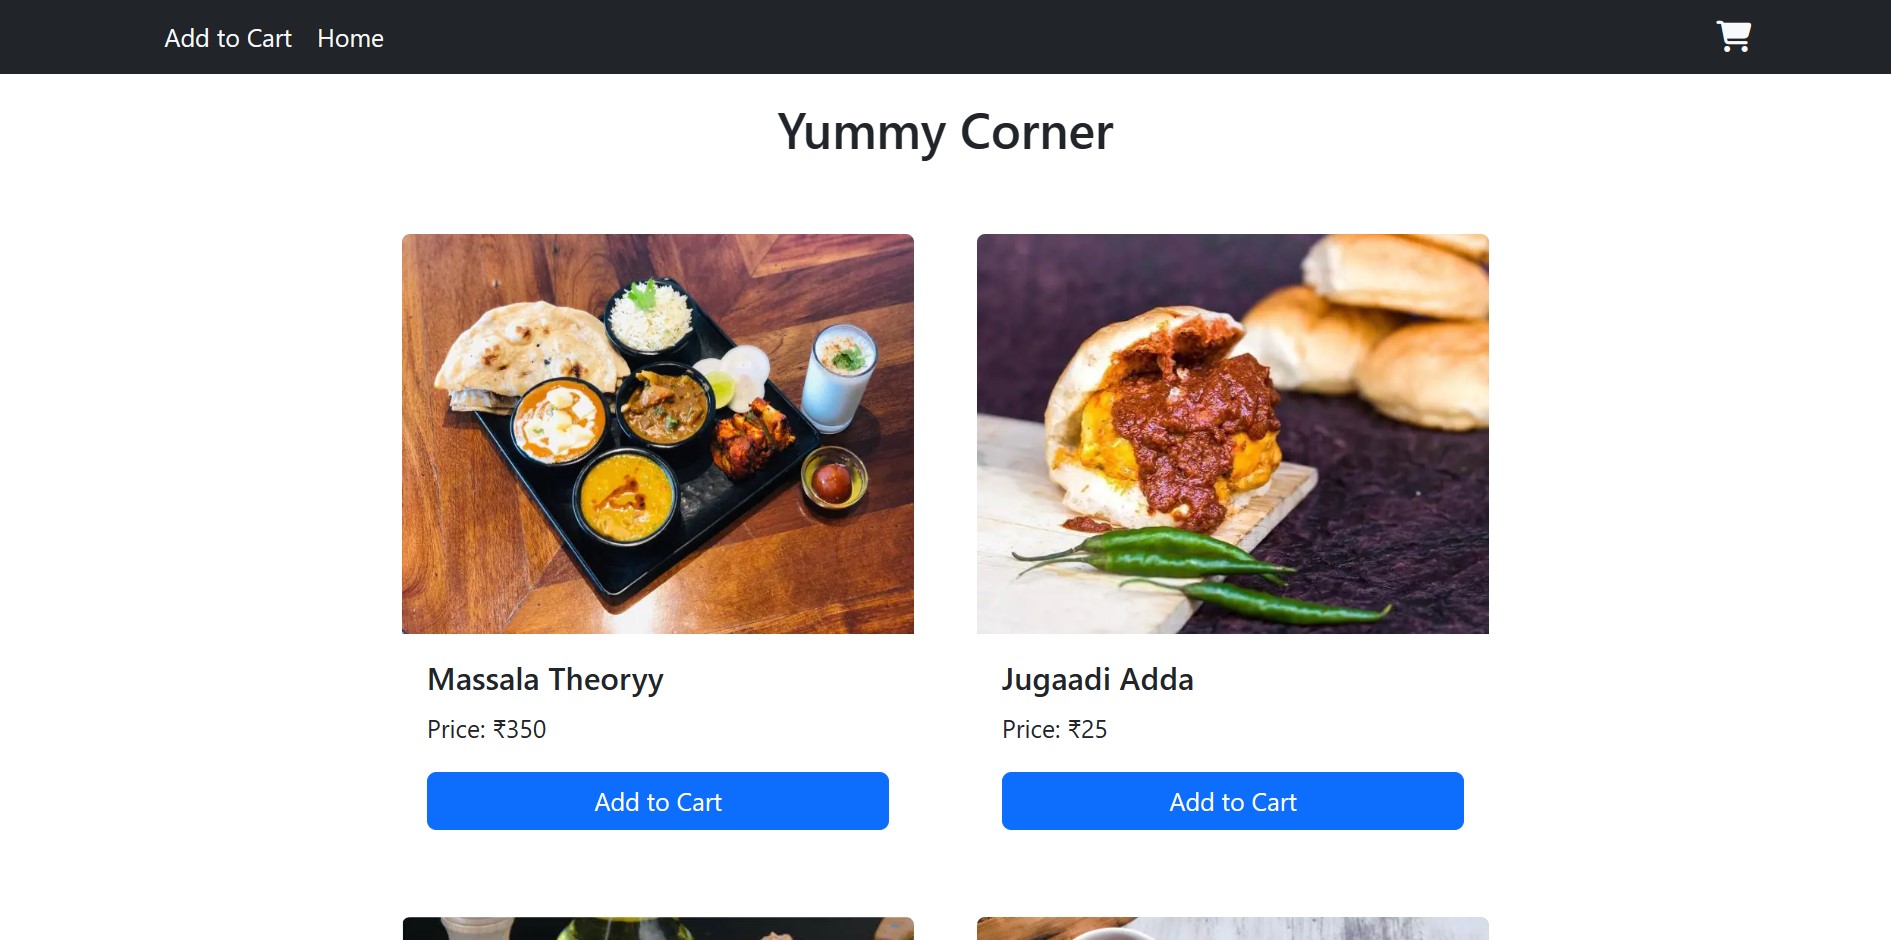 Add to Cart Home
Yummy Corner
Massala Theoryy
Price: ₹350
Add to Cart
Jugaadi Adda
Price: ₹25
Add to Cart